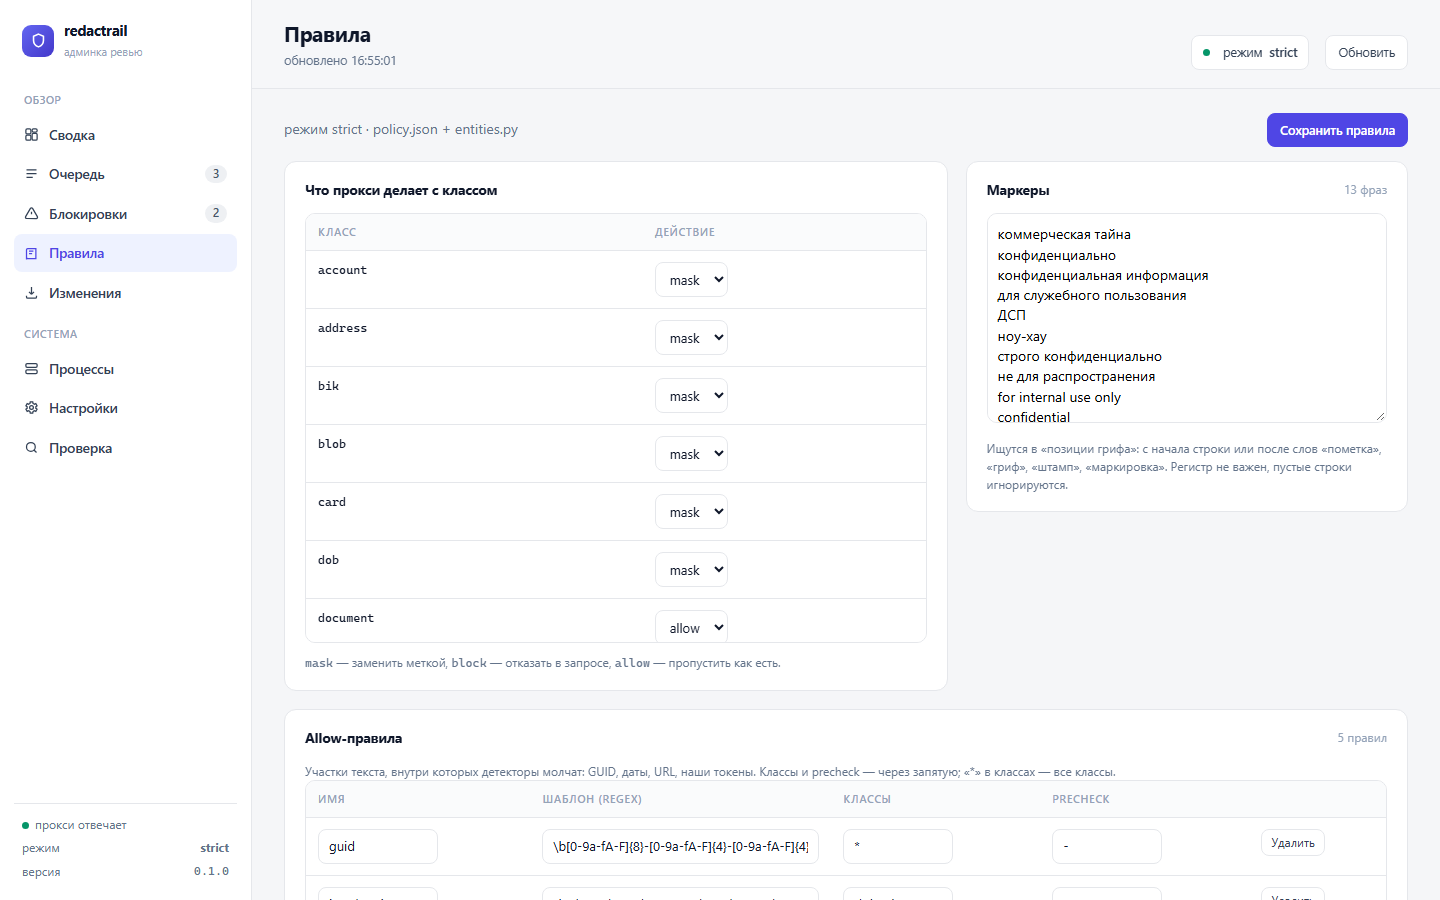 redactrail
админка ревью
ОБЗОР
Сводка
Очередь 3
Блокировки 2
Правила
Изменения
СИСТЕМА
Процессы
Настройки
Проверка
прокси отвечает
режим strict
версия 0.1.0
Правила
обновлено 16:55:01
режим strict
Обновить
режим strict · policy.json + entities.py
Сохранить правила
Что прокси делает с классом
КЛАСС ДЕЙСТВИЕ
account mask
address mask
bik mask
blob mask
card mask
dob mask
document allow
mask — заменить меткой, block — отказать в запросе, allow — пропустить как есть.
Маркеры 13 фраз
коммерческая тайна
конфиденциально
конфиденциальная информация
для служебного пользования
ДСП
ноу-хау
строго конфиденциально
не для распространения
for internal use only
confidential
Ищутся в «позиции грифа»: с начала строки или после слов «пометка»,
«гриф», «штамп», «маркировка». Регистр не важен, пустые строки
игнорируются.
Allow-правила 5 правил
Участки текста, внутри которых детекторы молчат: GUID, даты, URL, наши токены. Классы и precheck — через запятую; «*» в классах — все классы.
ИМЯ ШАБЛОН (REGEX) КЛАССЫ PRECHECK
guid \b[0-9a-fA-F]{8}-[0-9a-fA-F]{4}-[0-9a-fA-F]{4} * - Удалить